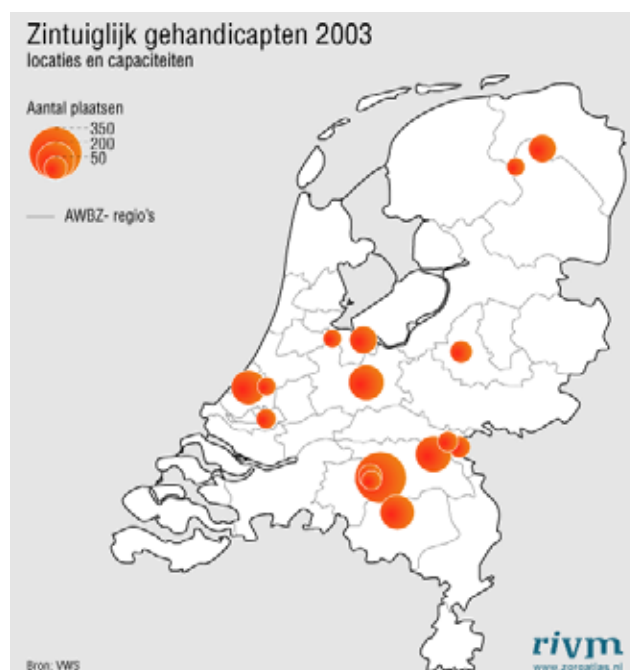 Zintuiglijk gehandicapten 2003
locaties en capaciteiten
Aantal plaatsen
350
200
50
AWBZ- regio's
Bron: VWS
rivm
www.zorgatlas.nl